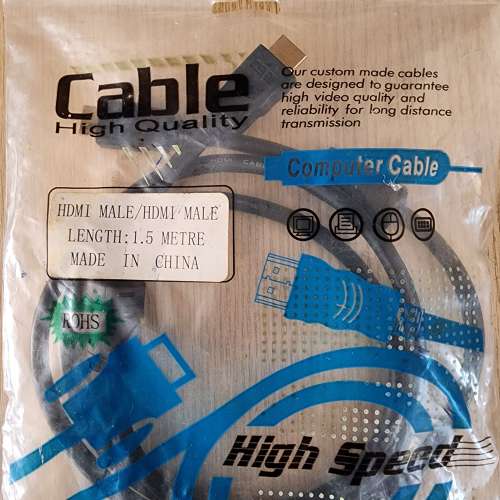 Cable
High Quality
Our custom made cables
are designed to guarantee
high video quality and
reliability for long distance
transmission
Computer Cable
HDMI MALE/HDMI MALE
LENGTH:1.5 METRE
MADE IN CHINA
ROHS
High Speed